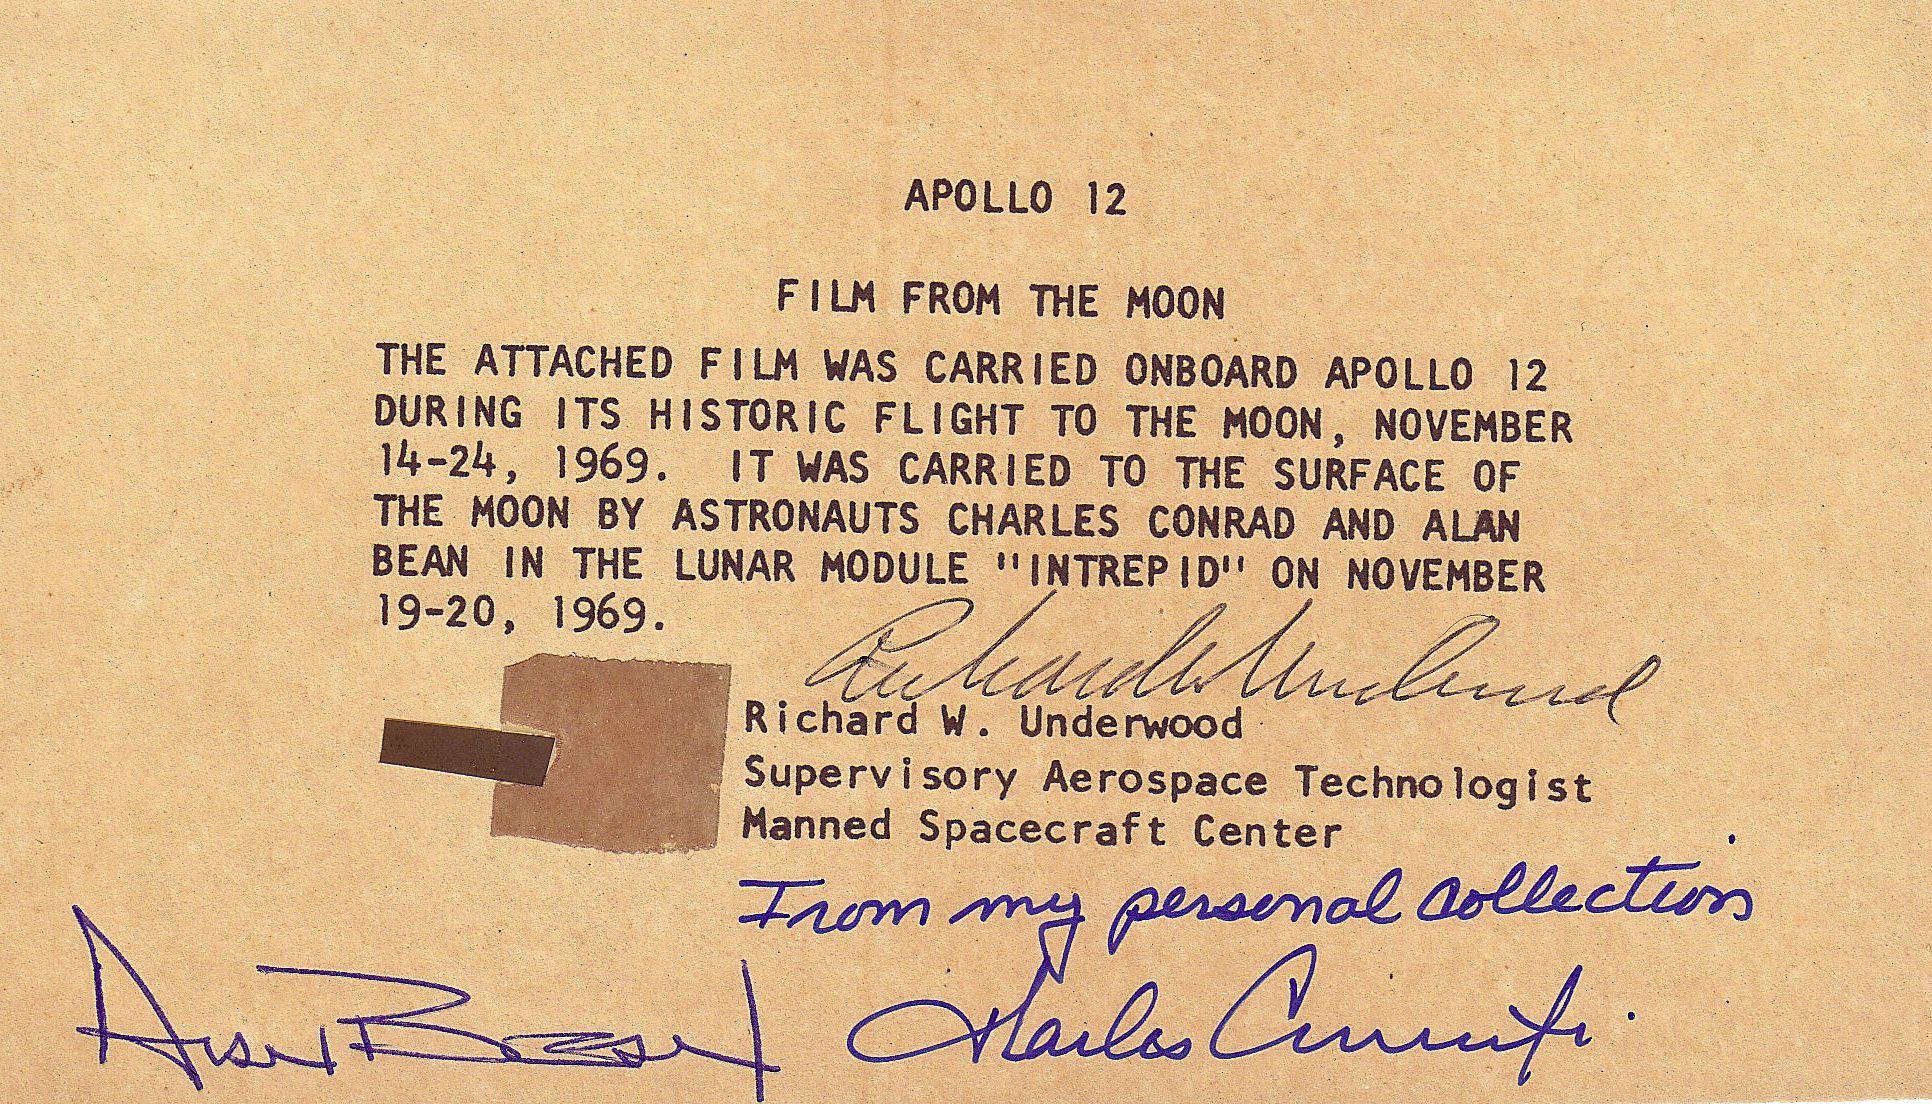 APOLLO 12
FILM FROM THE MOON
THE ATTACHED FILM WAS CARRIED ONBOARD APOLLO 12
DURING ITS HISTORIC FLIGHT TO THE MOON, NOVEMBER
14-24, 1969. IT WAS CARRIED TO THE SURFACE OF
THE MOON BY ASTRONAUTS CHARLES CONRAD AND ALAN
BEAN IN THE LUNAR MODULE "INTREPID" ON NOVEMBER
19-20, 1969.
Richard W. Underwood
Richard W. Underwood
Supervisory Aerospace Technologist
Manned Spacecraft Center
From my personal collection
Alan Bean
Charles